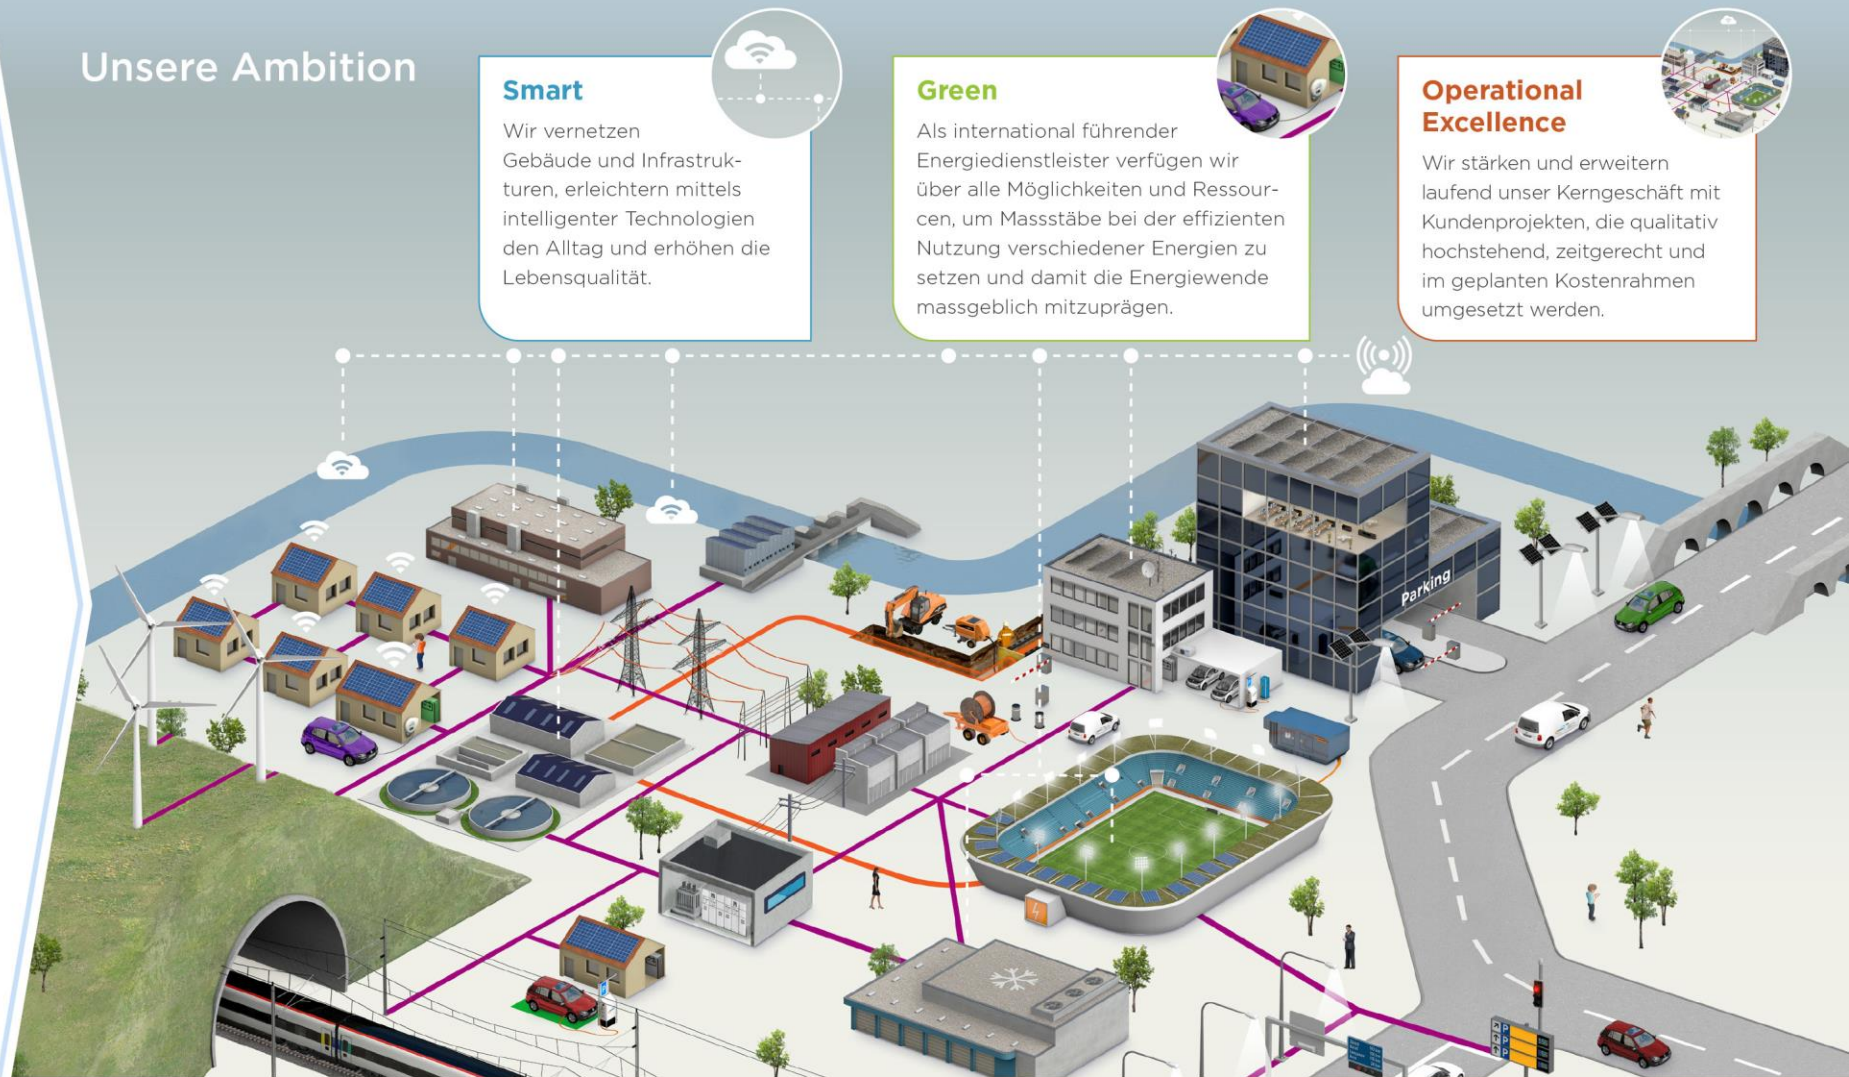 Unsere Ambition
Smart
Wir vernetzen
Gebäude und Infrastruk-
turen, erleichtern mittels
intelligenter Technologien
den Alltag und erhöhen die
Lebensqualität.
Green
Als international führender
Energiedienstleister verfügen wir
über alle Möglichkeiten und Ressour-
cen, um Massstäbe bei der effizienten
Nutzung verschiedener Energien zu
setzen und damit die Energiewende
massgeblich mitzuprägen.
Operational
Excellence
Wir stärken und erweitern
laufend unser Kerngeschäft mit
Kundenprojekten, die qualitativ
hochstehend, zeitgerecht und
im geplanten Kostenrahmen
umgesetzt werden.
Parking
P
P
P